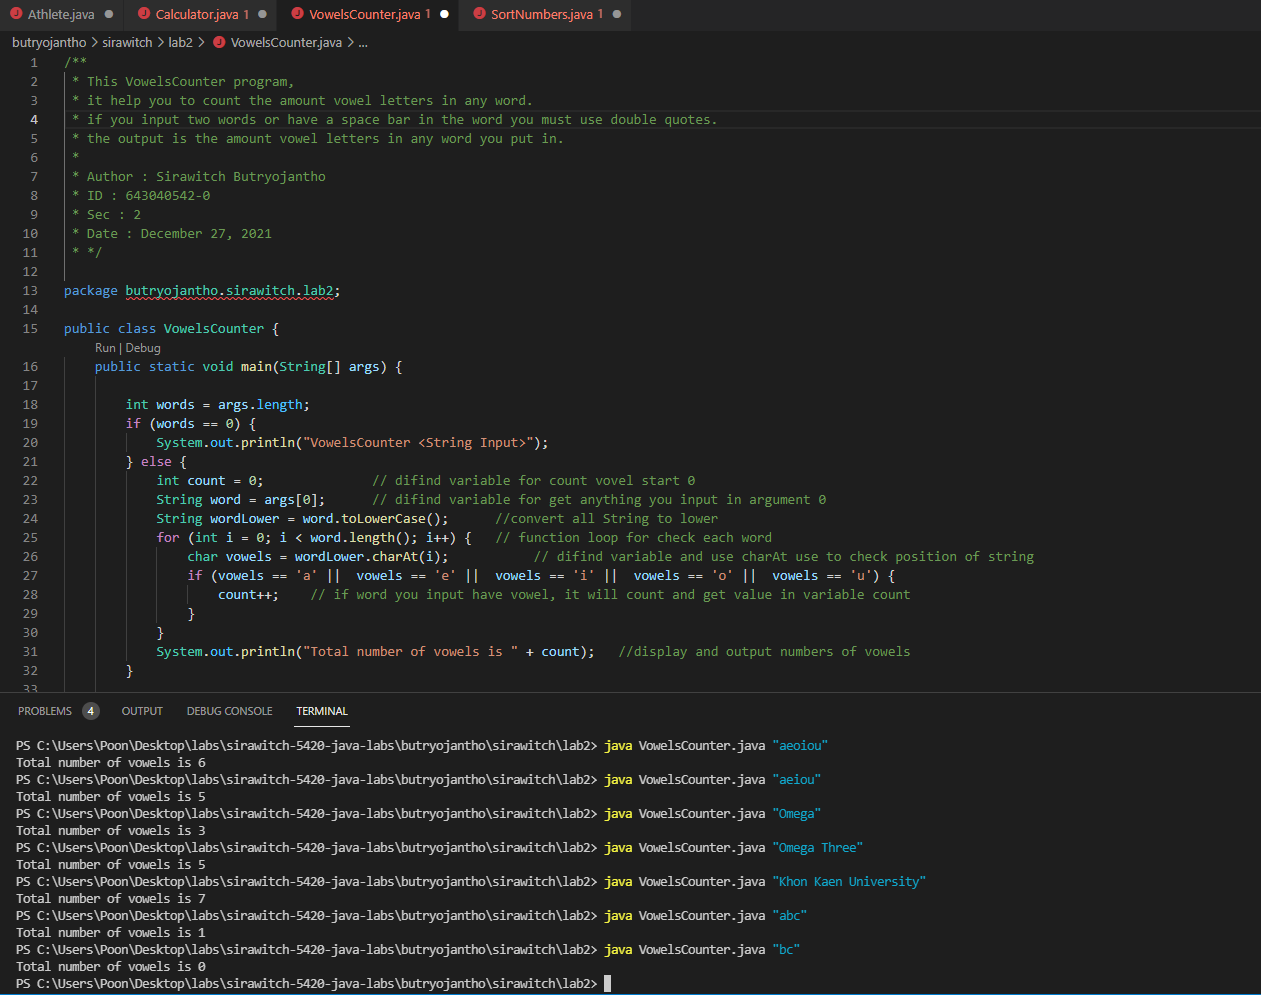 Athlete.java Calculator.java 1 VowelsCounter.java 1 SortNumbers.java 1
butryojantho > sirawitch > lab2 > VowelsCounter.java > ...
1 /**
2 * This VowelsCounter program,
3 * it help you to count the amount vowel letters in any word.
4 * if you input two words or have a space bar in the word you must use double quotes.
5 * the output is the amount vowel letters in any word you put in.
6 *
7 * Author : Sirawitch Butryojantho
8 * ID : 643040542-0
9 * Sec : 2
10 * Date : December 27, 2021
11 * */
12
13 package butryojantho.sirawitch.lab2;
14
15 public class VowelsCounter {
Run | Debug
16 public static void main(String[] args) {
17
18 int words = args.length;
19 if (words == 0) {
20 System.out.println("VowelsCounter <String Input>");
21 } else {
22 int count = 0; // difind variable for count vovel start 0
23 String word = args[0]; // difind variable for get anything you input in argument 0
24 String wordLower = word.toLowerCase(); //convert all String to lower
25 for (int i = 0; i < word.length(); i++) { // function loop for check each word
26 char vowels = wordLower.charAt(i); // difind variable and use charAt use to check position of string
27 if (vowels == 'a' || vowels == 'e' || vowels == 'i' || vowels == 'o' || vowels == 'u') {
28 count++; // if word you input have vowel, it will count and get value in variable count
29 }
30 }
31 System.out.println("Total number of vowels is " + count); //display and output numbers of vowels
32 }
33
PROBLEMS 4 OUTPUT DEBUG CONSOLE TERMINAL
PS C:\Users\Poon\Desktop\labs\sirawitch-5420-java-labs\butryojantho\sirawitch\lab2> java VowelsCounter.java "aeoiou"
Total number of vowels is 6
PS C:\Users\Poon\Desktop\labs\sirawitch-5420-java-labs\butryojantho\sirawitch\lab2> java VowelsCounter.java "aeiou"
Total number of vowels is 5
PS C:\Users\Poon\Desktop\labs\sirawitch-5420-java-labs\butryojantho\sirawitch\lab2> java VowelsCounter.java "Omega"
Total number of vowels is 3
PS C:\Users\Poon\Desktop\labs\sirawitch-5420-java-labs\butryojantho\sirawitch\lab2> java VowelsCounter.java "Omega Three"
Total number of vowels is 5
PS C:\Users\Poon\Desktop\labs\sirawitch-5420-java-labs\butryojantho\sirawitch\lab2> java VowelsCounter.java "Khon Kaen University"
Total number of vowels is 7
PS C:\Users\Poon\Desktop\labs\sirawitch-5420-java-labs\butryojantho\sirawitch\lab2> java VowelsCounter.java "abc"
Total number of vowels is 1
PS C:\Users\Poon\Desktop\labs\sirawitch-5420-java-labs\butryojantho\sirawitch\lab2> java VowelsCounter.java "bc"
Total number of vowels is 0
PS C:\Users\Poon\Desktop\labs\sirawitch-5420-java-labs\butryojantho\sirawitch\lab2>